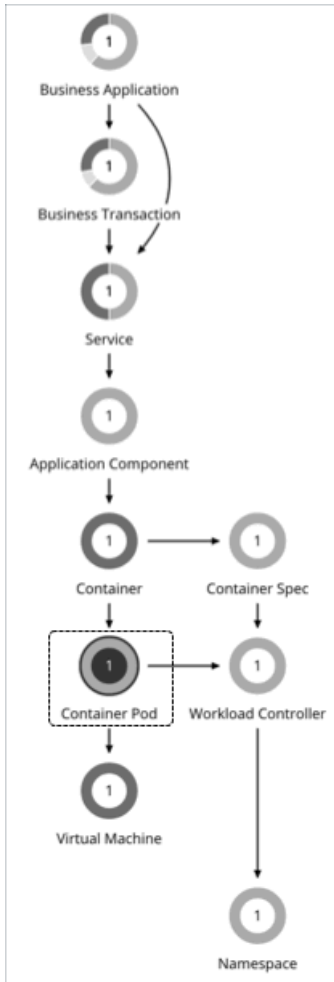 1
Business Application
1
Business Transaction
1
Service
1
Application Component
1
1
Container
Container Spec
1
1
Container Pod
Workload Controller
1
Virtual Machine
1
Namespace